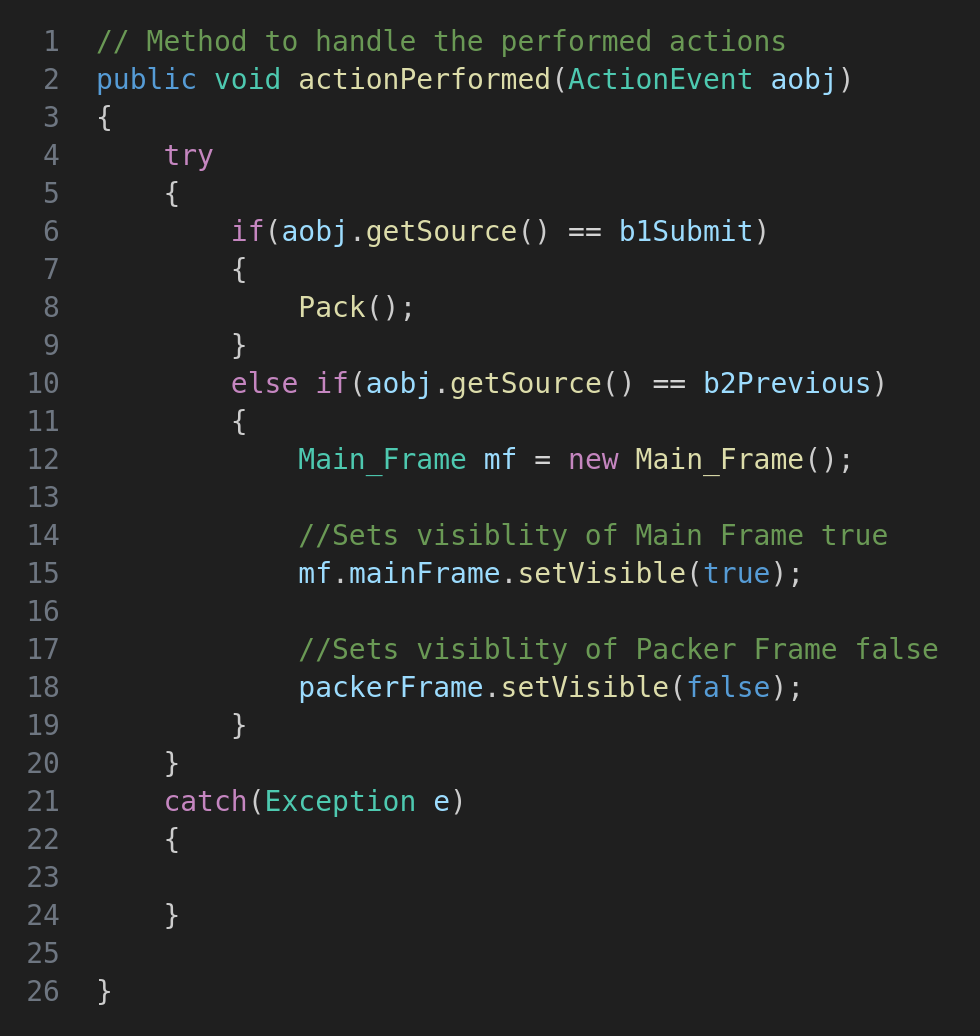 1 // Method to handle the performed actions
2 public void actionPerformed(ActionEvent aobj)
3 {
4     try
5     {
6         if(aobj.getSource() == b1Submit)
7         {
8             Pack();
9         }
10         else if(aobj.getSource() == b2Previous)
11         {
12             Main_Frame mf = new Main_Frame();
13
14             //Sets visiblity of Main Frame true
15             mf.mainFrame.setVisible(true);
16
17             //Sets visiblity of Packer Frame false
18             packerFrame.setVisible(false);
19         }
20     }
21     catch(Exception e)
22     {
23
24     }
25
26 }